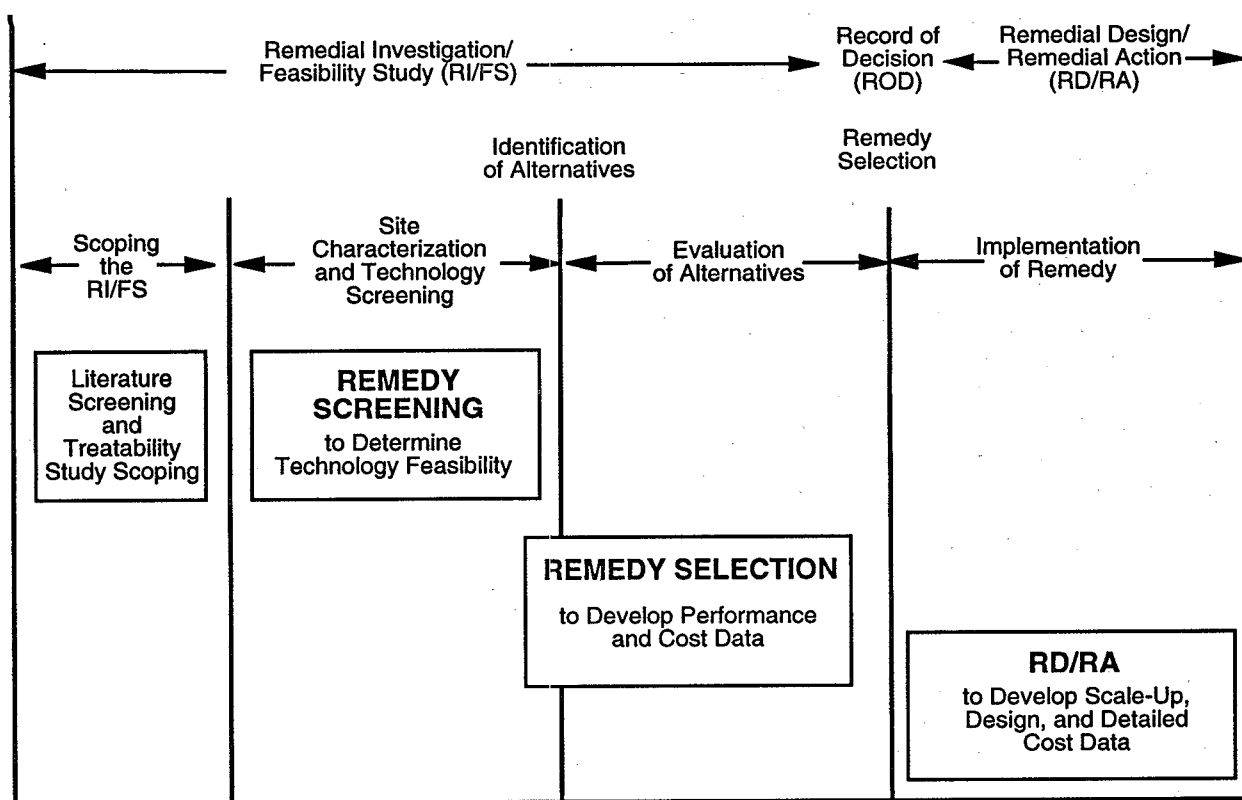 Remedial Investigation/
Feasibility Study (RI/FS)
Record of
Decision
(ROD)
Remedial Design/
Remedial Action
(RD/RA)
Identification
of Alternatives
Remedy
Selection
Scoping
the
RI/FS
Site
Characterization
and Technology
Screening
Evaluation
of Alternatives
Implementation
of Remedy
Literature
Screening
and
Treatability
Study Scoping
REMEDY
SCREENING
to Determine
Technology Feasibility
REMEDY SELECTION
to Develop Performance
and Cost Data
RD/RA
to Develop Scale-Up,
Design, and Detailed
Cost Data